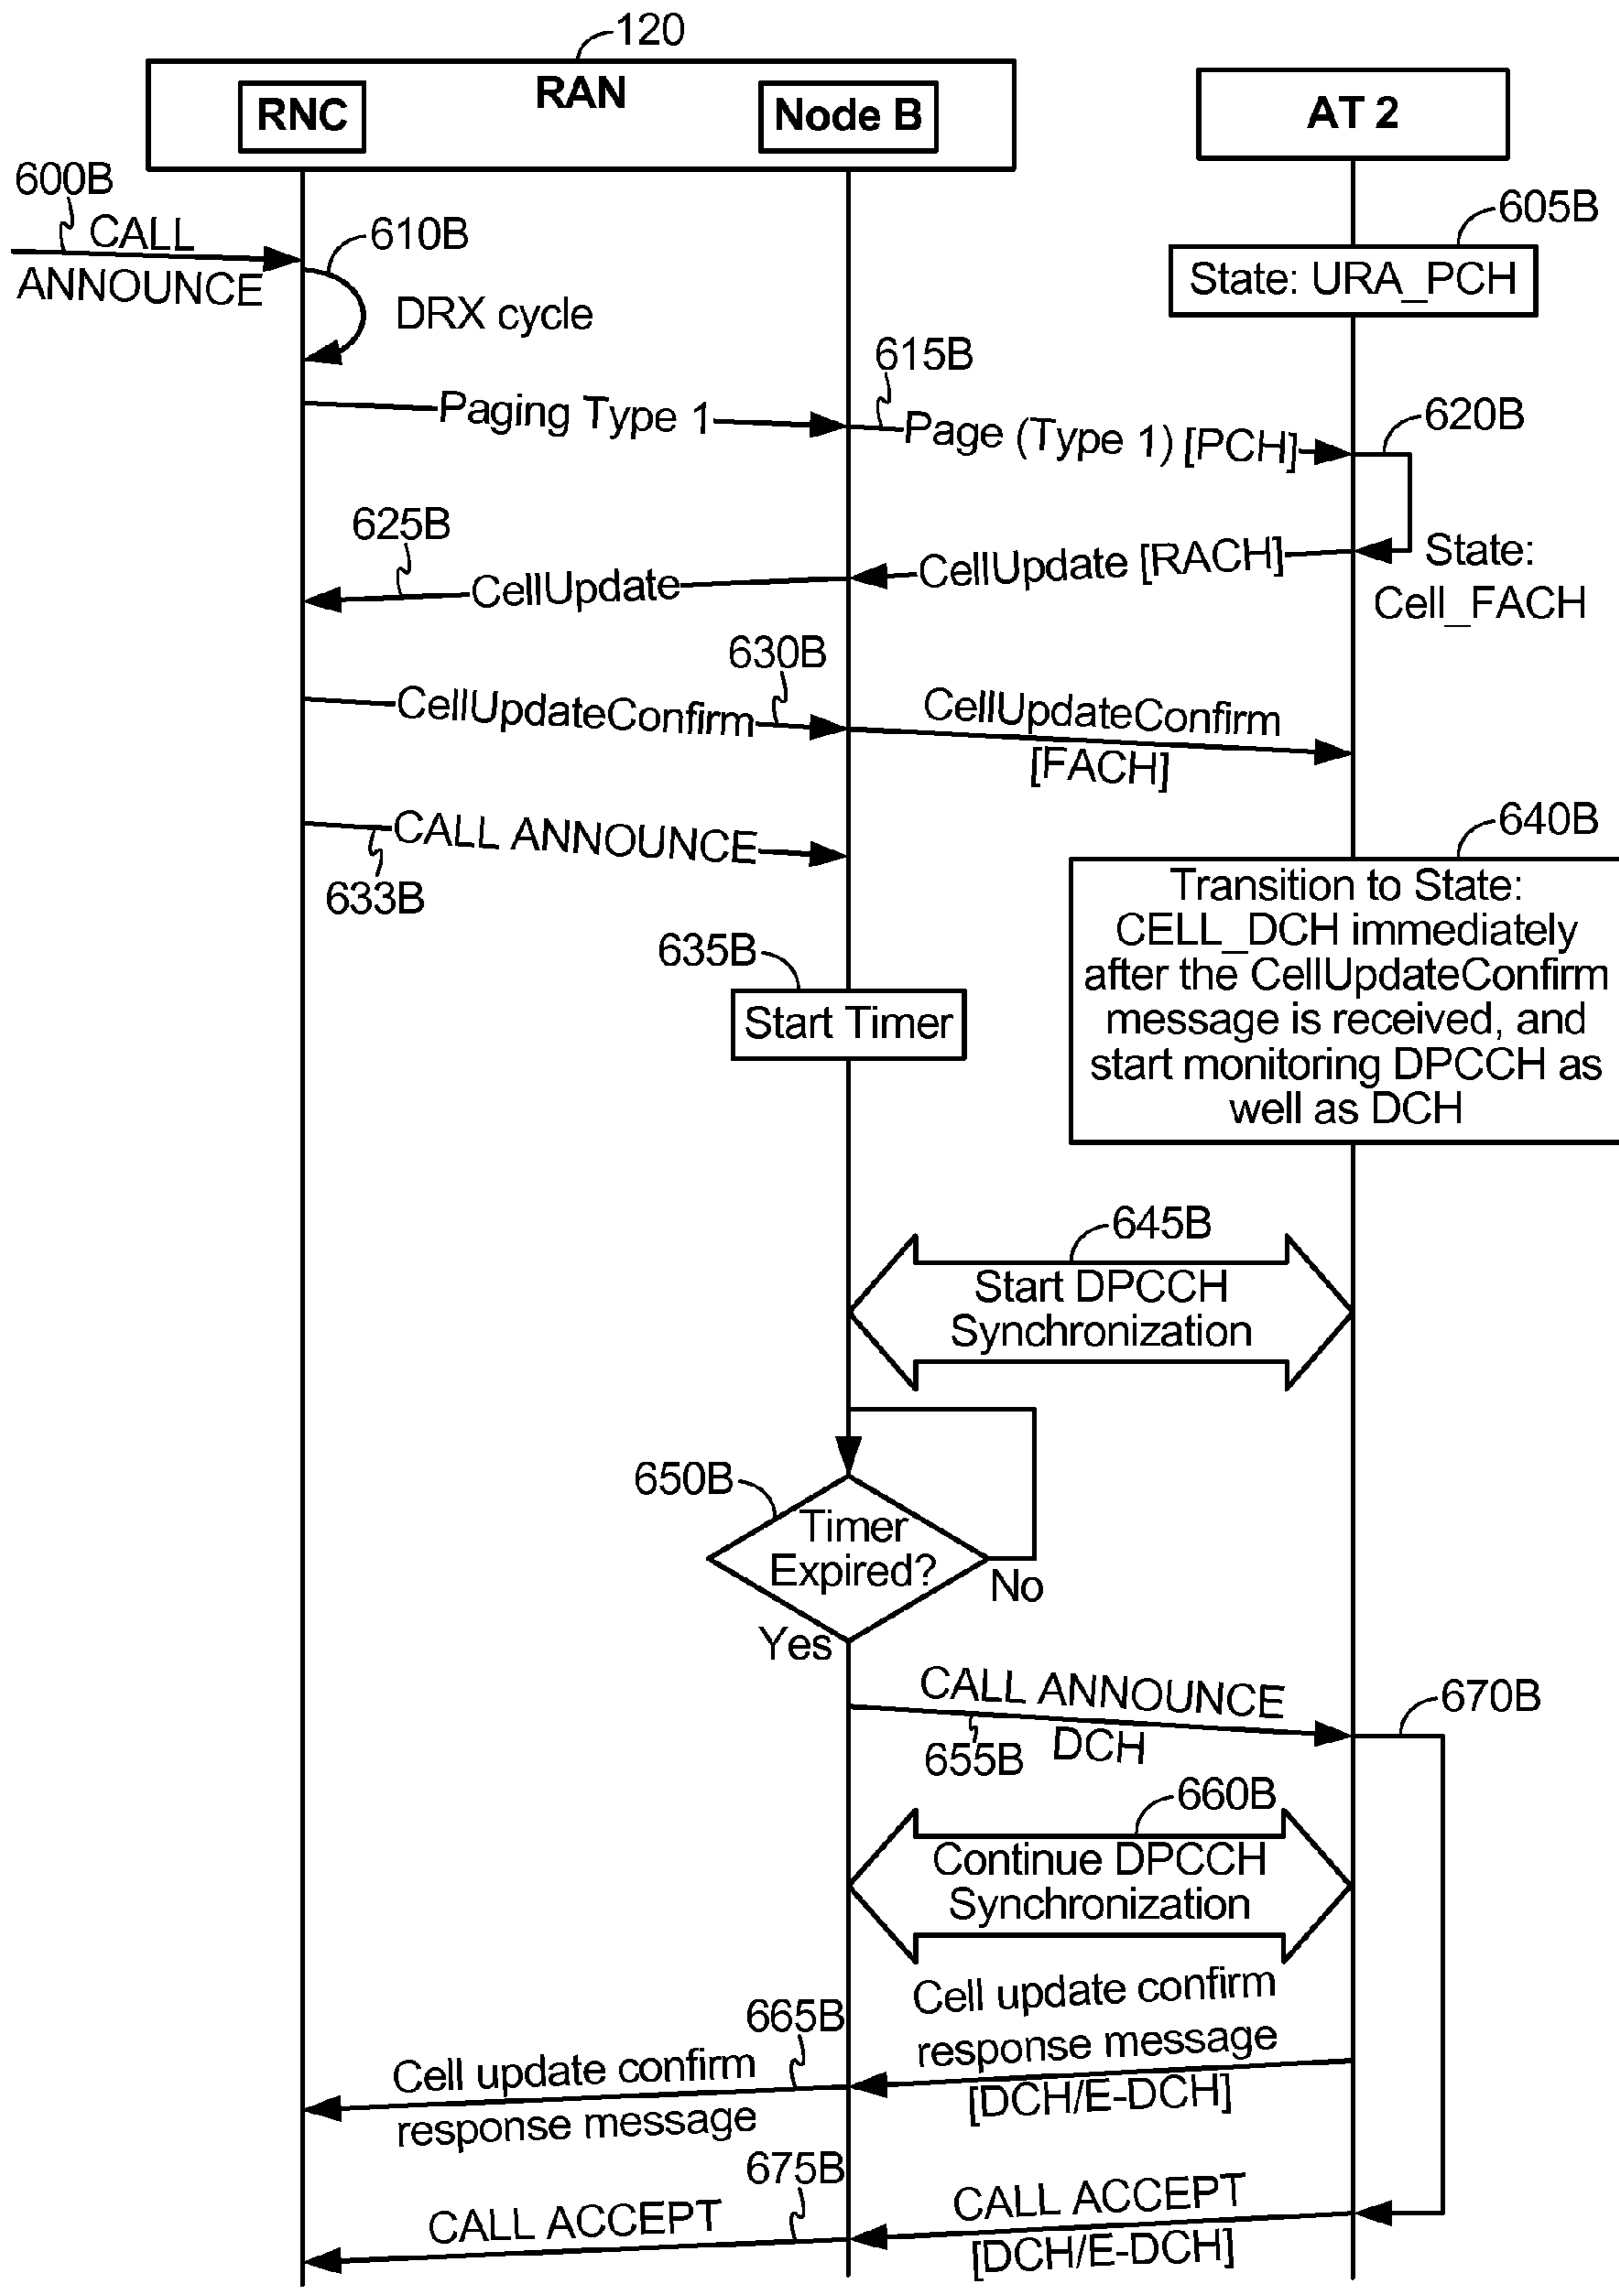 120
RAN
RNC
Node B
AT 2
600B
CALL
ANNOUNCE
610B
DRX cycle
605B
State: URA_PCH
615B
Paging Type 1
Page (Type 1) [PCH]
620B
State:
Cell_FACH
625B
CellUpdate [RACH]
CellUpdate
630B
CellUpdateConfirm
CellUpdateConfirm
[FACH]
CALL ANNOUNCE
633B
640B
Transition to State:
CELL_DCH immediately
after the CellUpdateConfirm
message is received, and
start monitoring DPCCH as
well as DCH
635B
Start Timer
645B
Start DPCCH
Synchronization
650B
Timer
Expired?
No
Yes
CALL ANNOUNCE
DCH
655B
670B
660B
Continue DPCCH
Synchronization
Cell update confirm
response message
[DCH/E-DCH]
665B
Cell update confirm
response message
675B
CALL ACCEPT
[DCH/E-DCH]
CALL ACCEPT